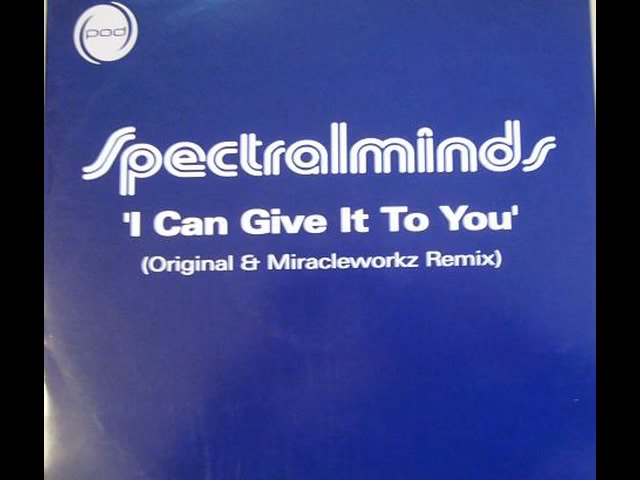 pod
Spectralminds
'I Can Give It To You'
(Original & Miracleworkz Remix)